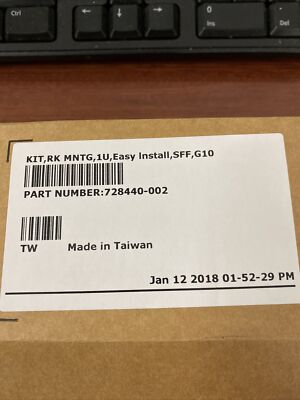 0
Ins
.
Del
KIT,RK MNTG,1U,Easy Install,SFF,G10
PART NUMBER:728440-002
TW Made in Taiwan
Jan 12 2018 01-52-29 PM